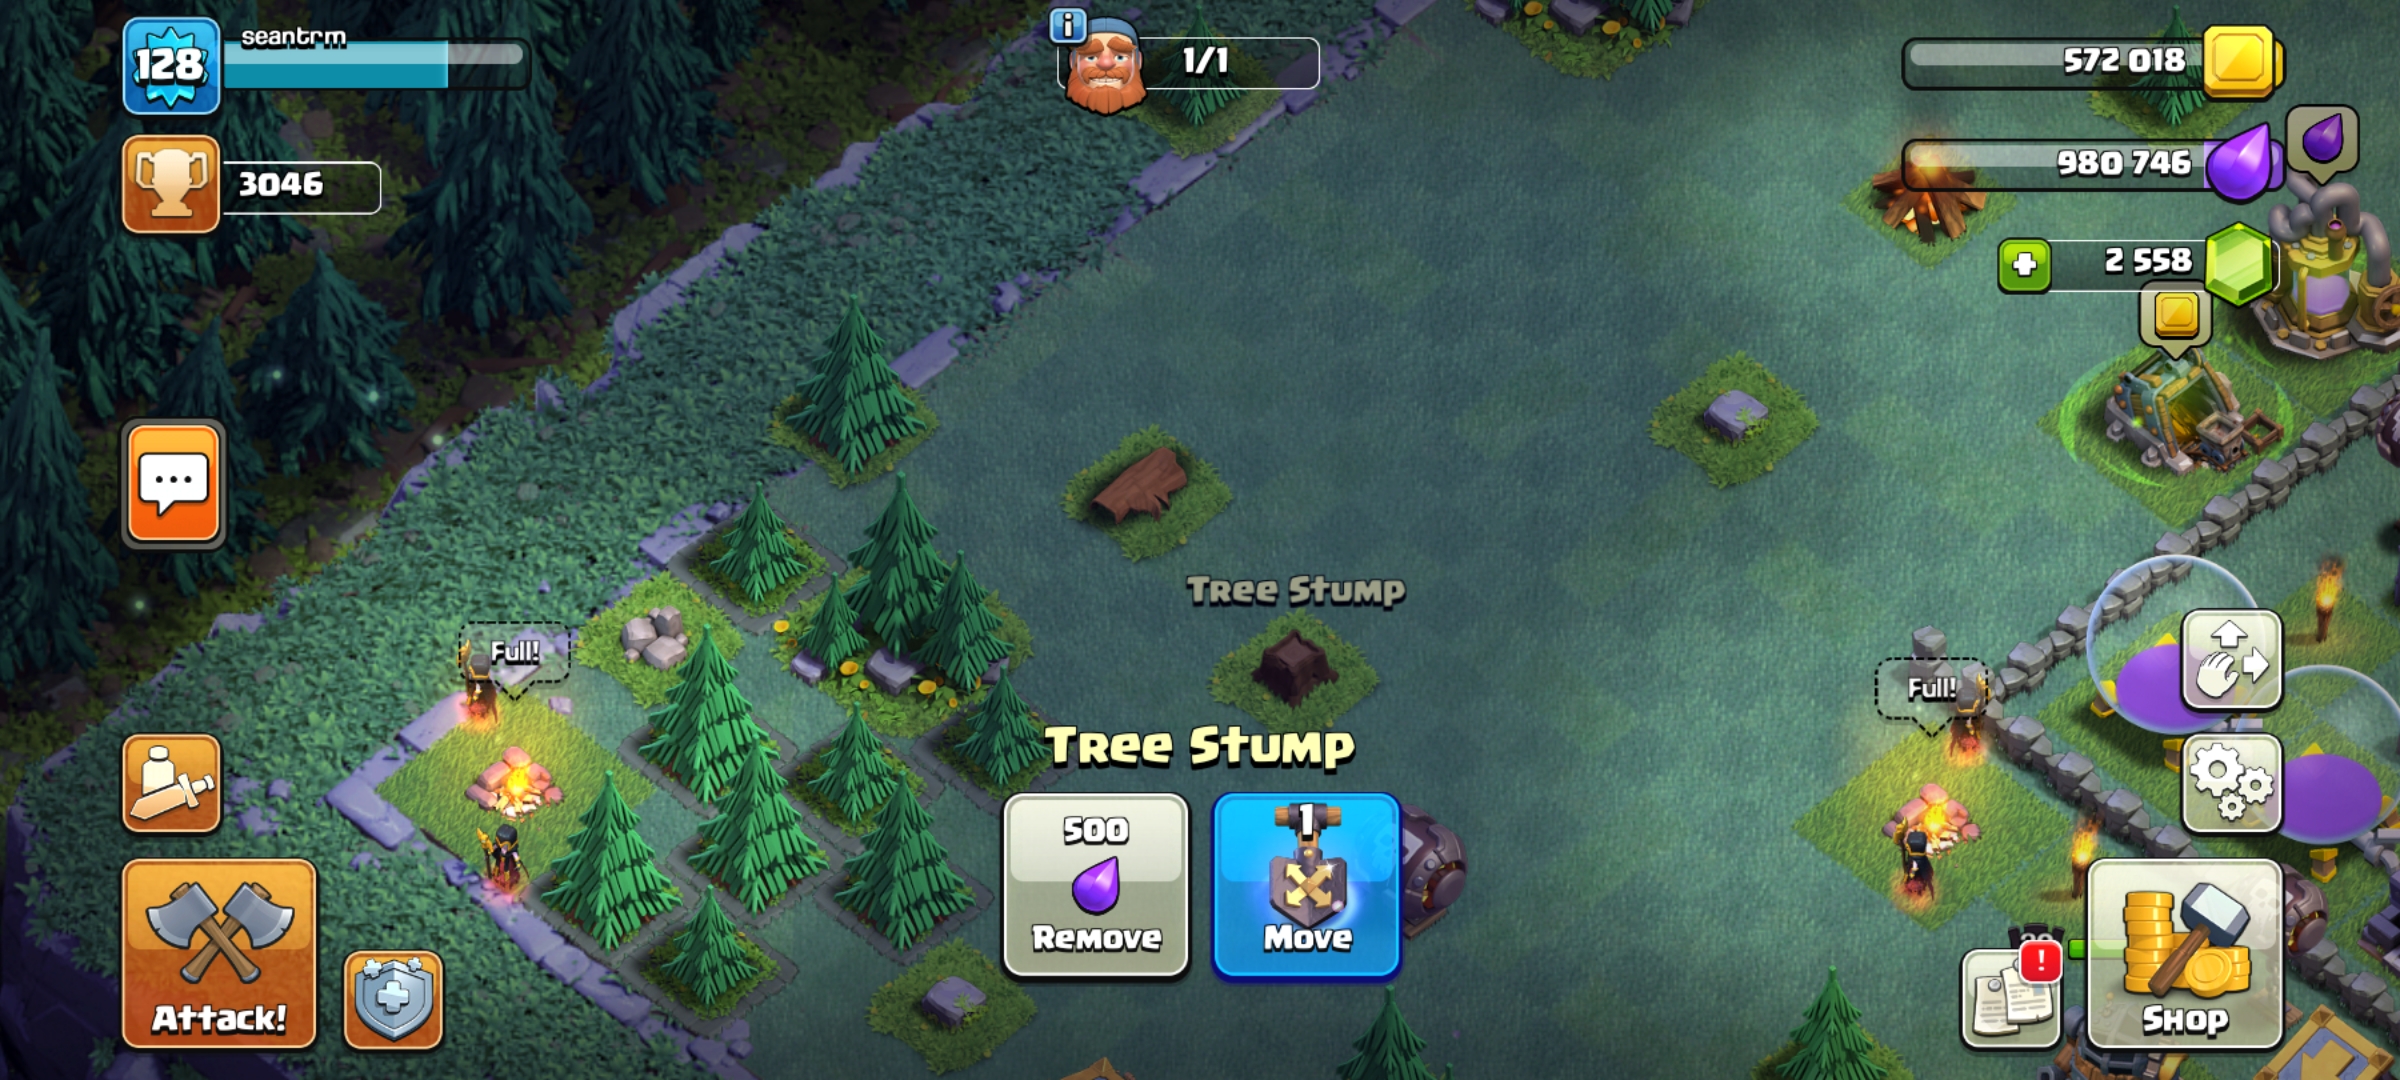 128
seantrm
1/1
572 018
3046
980 746
2 558
Tree Stump
Full!
Full!
Tree Stump
500
Remove
1
Move
Attack!
!
Shop